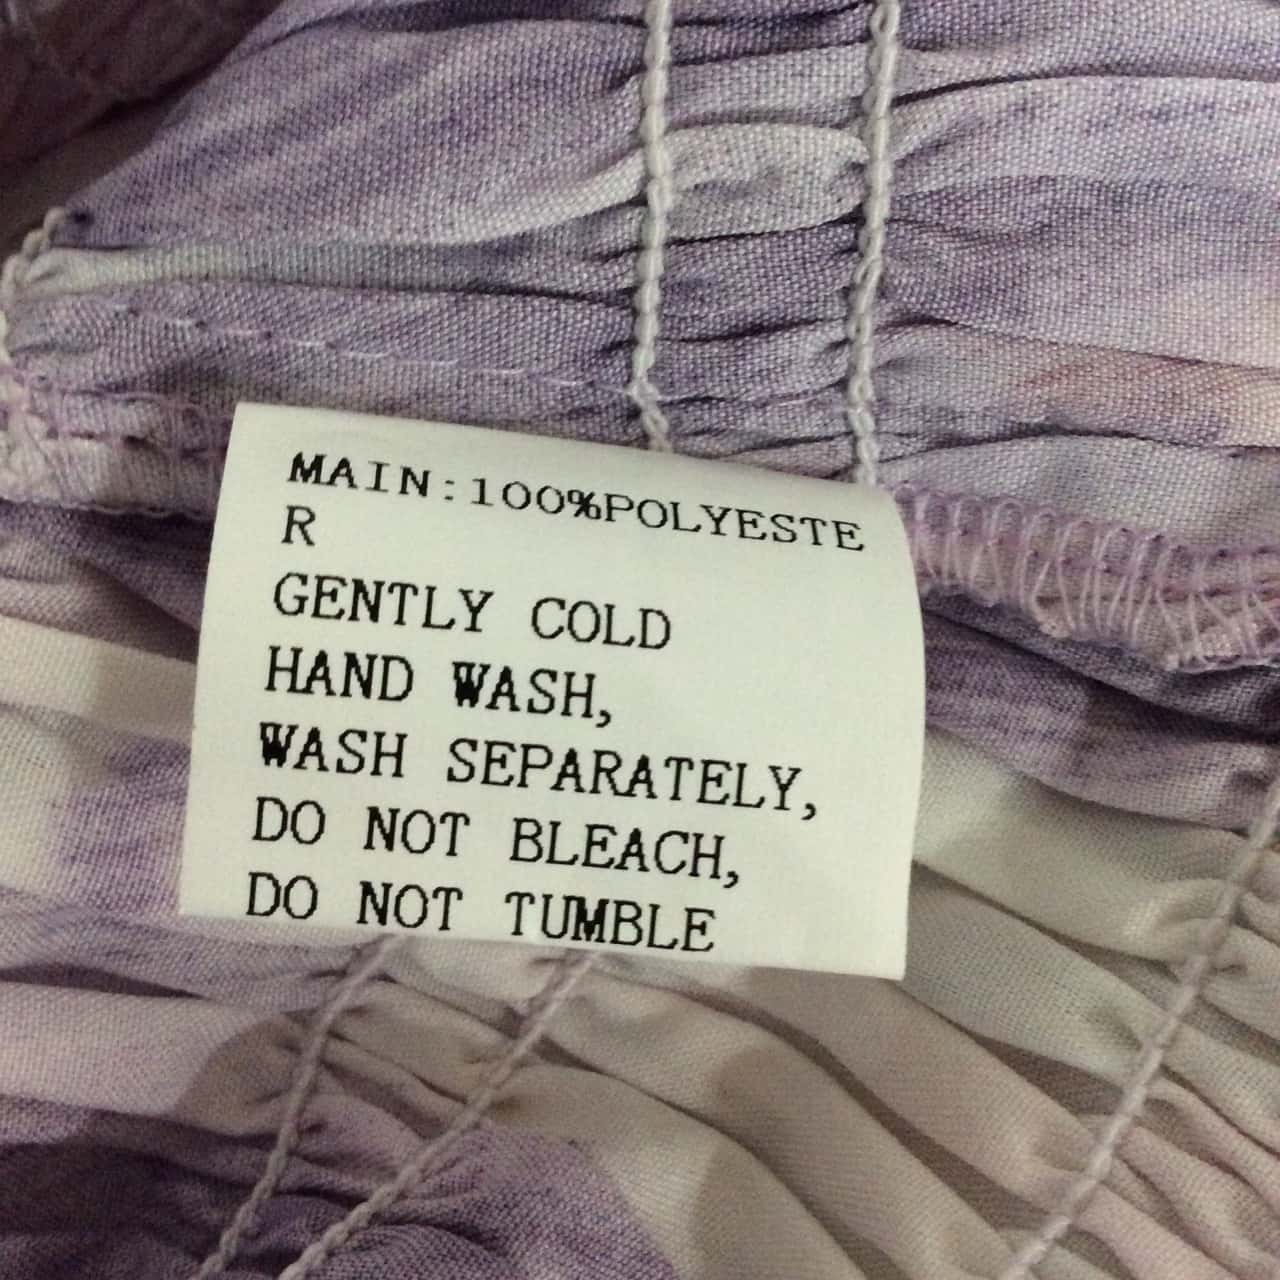 MAIN:100%POLYESTE
R
GENTLY COLD
HAND WASH,
WASH SEPARATELY,
DO NOT BLEACH,
DO NOT TUMBLE